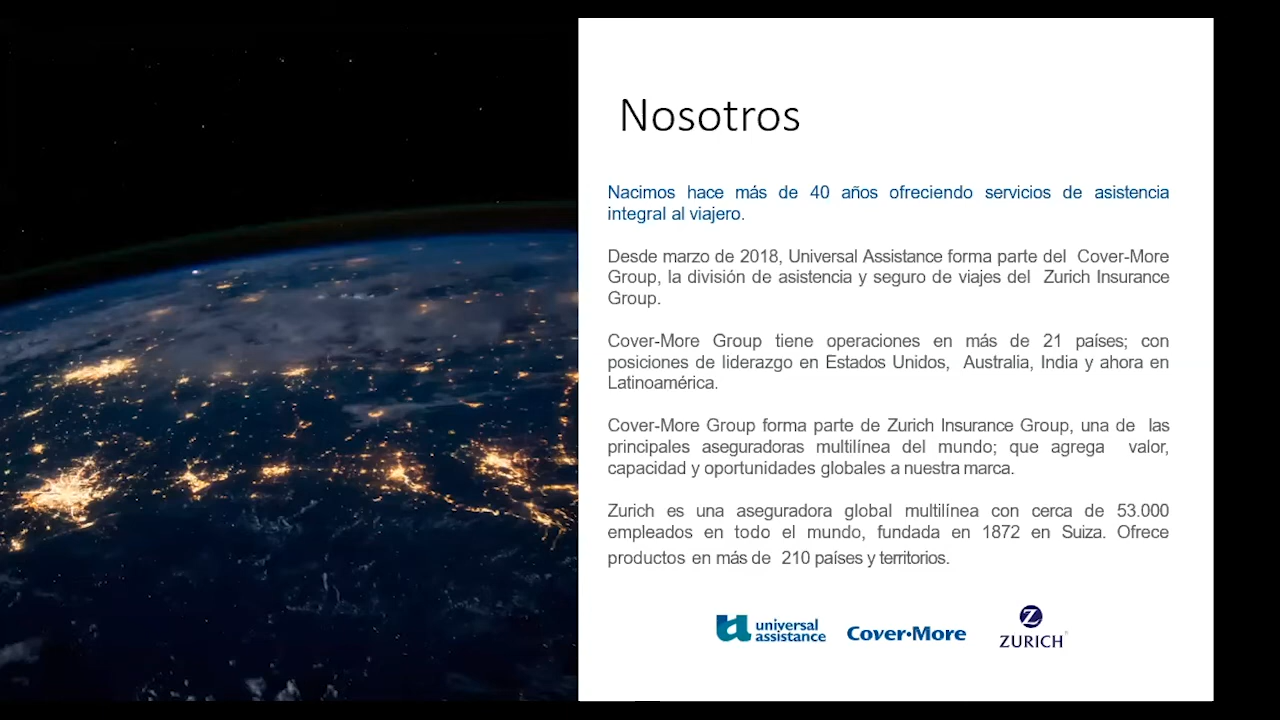 Nosotros
Nacimos hace más de 40 años ofreciendo servicios de asistencia
integral al viajero.
Desde marzo de 2018, Universal Assistance forma parte del Cover-More
Group, la división de asistencia y seguro de viajes del Zurich Insurance
Group.
Cover-More Group tiene operaciones en más de 21 países; con
posiciones de liderazgo en Estados Unidos, Australia, India y ahora en
Latinoamérica.
Cover-More Group forma parte de Zurich Insurance Group, una de las
principales aseguradoras multilínea del mundo; que agrega valor,
capacidad y oportunidades globales a nuestra marca.
Zurich es una aseguradora global multilínea con cerca de 53.000
empleados en todo el mundo, fundada en 1872 en Suiza. Ofrece
productos en más de 210 países y territorios.
ua universal
assistance
Cover•More
Z
ZURICH®